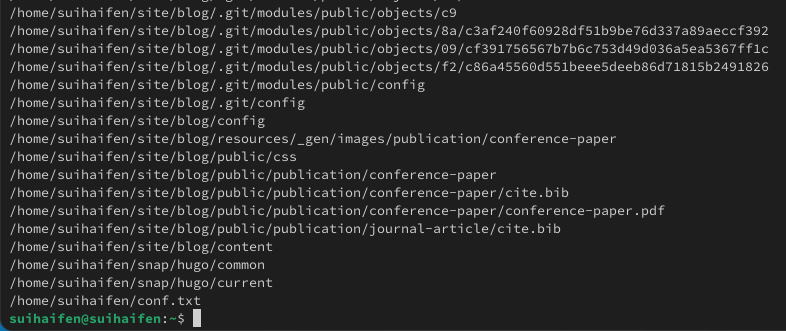 /home/suihaifen/site/blog/.git/modules/public/objects/c9
/home/suihaifen/site/blog/.git/modules/public/objects/8a/c3af240f60928df51b9be76d337a89aeccf392
/home/suihaifen/site/blog/.git/modules/public/objects/09/cf391756567b7b6c753d49d036a5ea5367ff1c
/home/suihaifen/site/blog/.git/modules/public/objects/f2/c86a45560d551beee5deeb86d71815b2491826
/home/suihaifen/site/blog/.git/modules/public/config
/home/suihaifen/site/blog/.git/config
/home/suihaifen/site/blog/config
/home/suihaifen/site/blog/resources/_gen/images/publication/conference-paper
/home/suihaifen/site/blog/public/css
/home/suihaifen/site/blog/public/publication/conference-paper
/home/suihaifen/site/blog/public/publication/conference-paper/cite.bib
/home/suihaifen/site/blog/public/publication/conference-paper/conference-paper.pdf
/home/suihaifen/site/blog/public/publication/journal-article/cite.bib
/home/suihaifen/site/blog/content
/home/suihaifen/snap/hugo/common
/home/suihaifen/snap/hugo/current
/home/suihaifen/conf.txt
suihaifen@suihaifen:~$